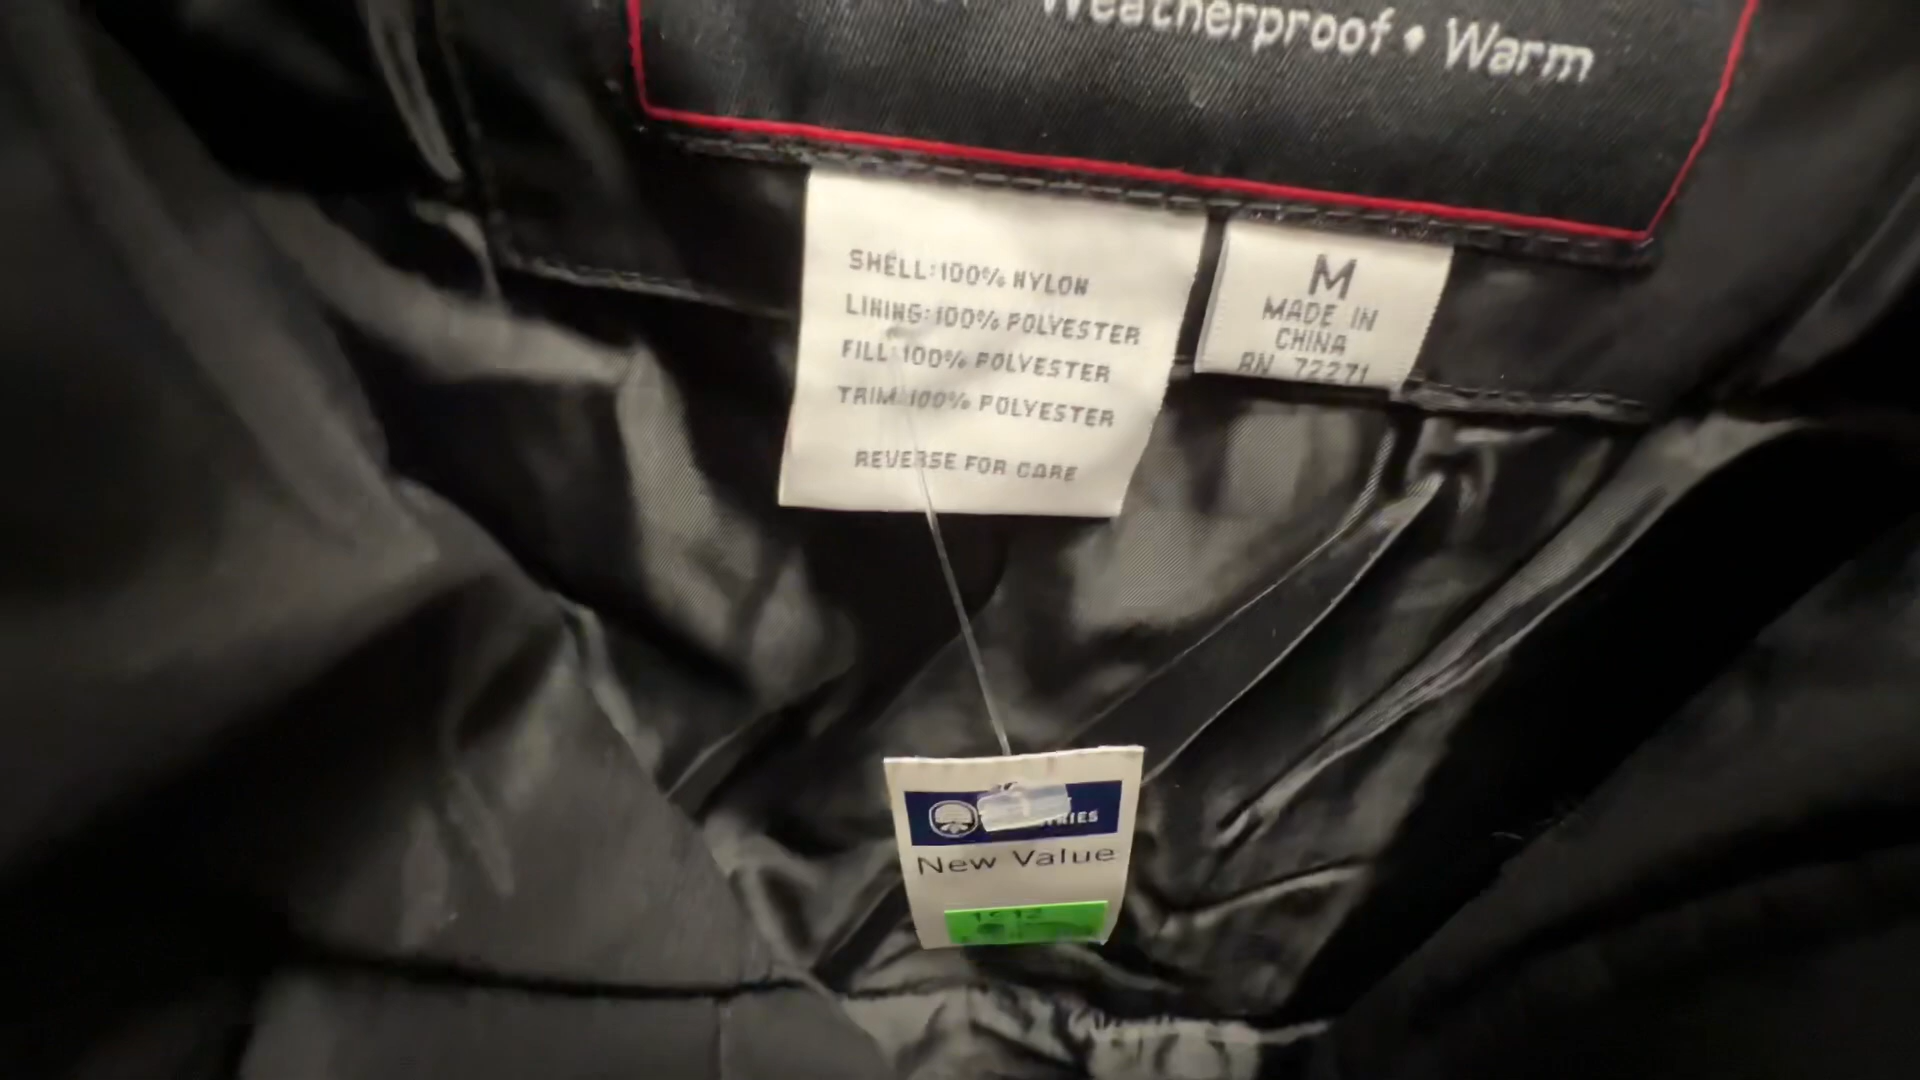 Weatherproof • Warm
SHELL: 100% NYLON
LINING: 100% POLYESTER
FILL: 100% POLYESTER
TRIM: 100% POLYESTER
REVERSE FOR CARE
M
MADE IN
CHINA
RN 72271
New Value